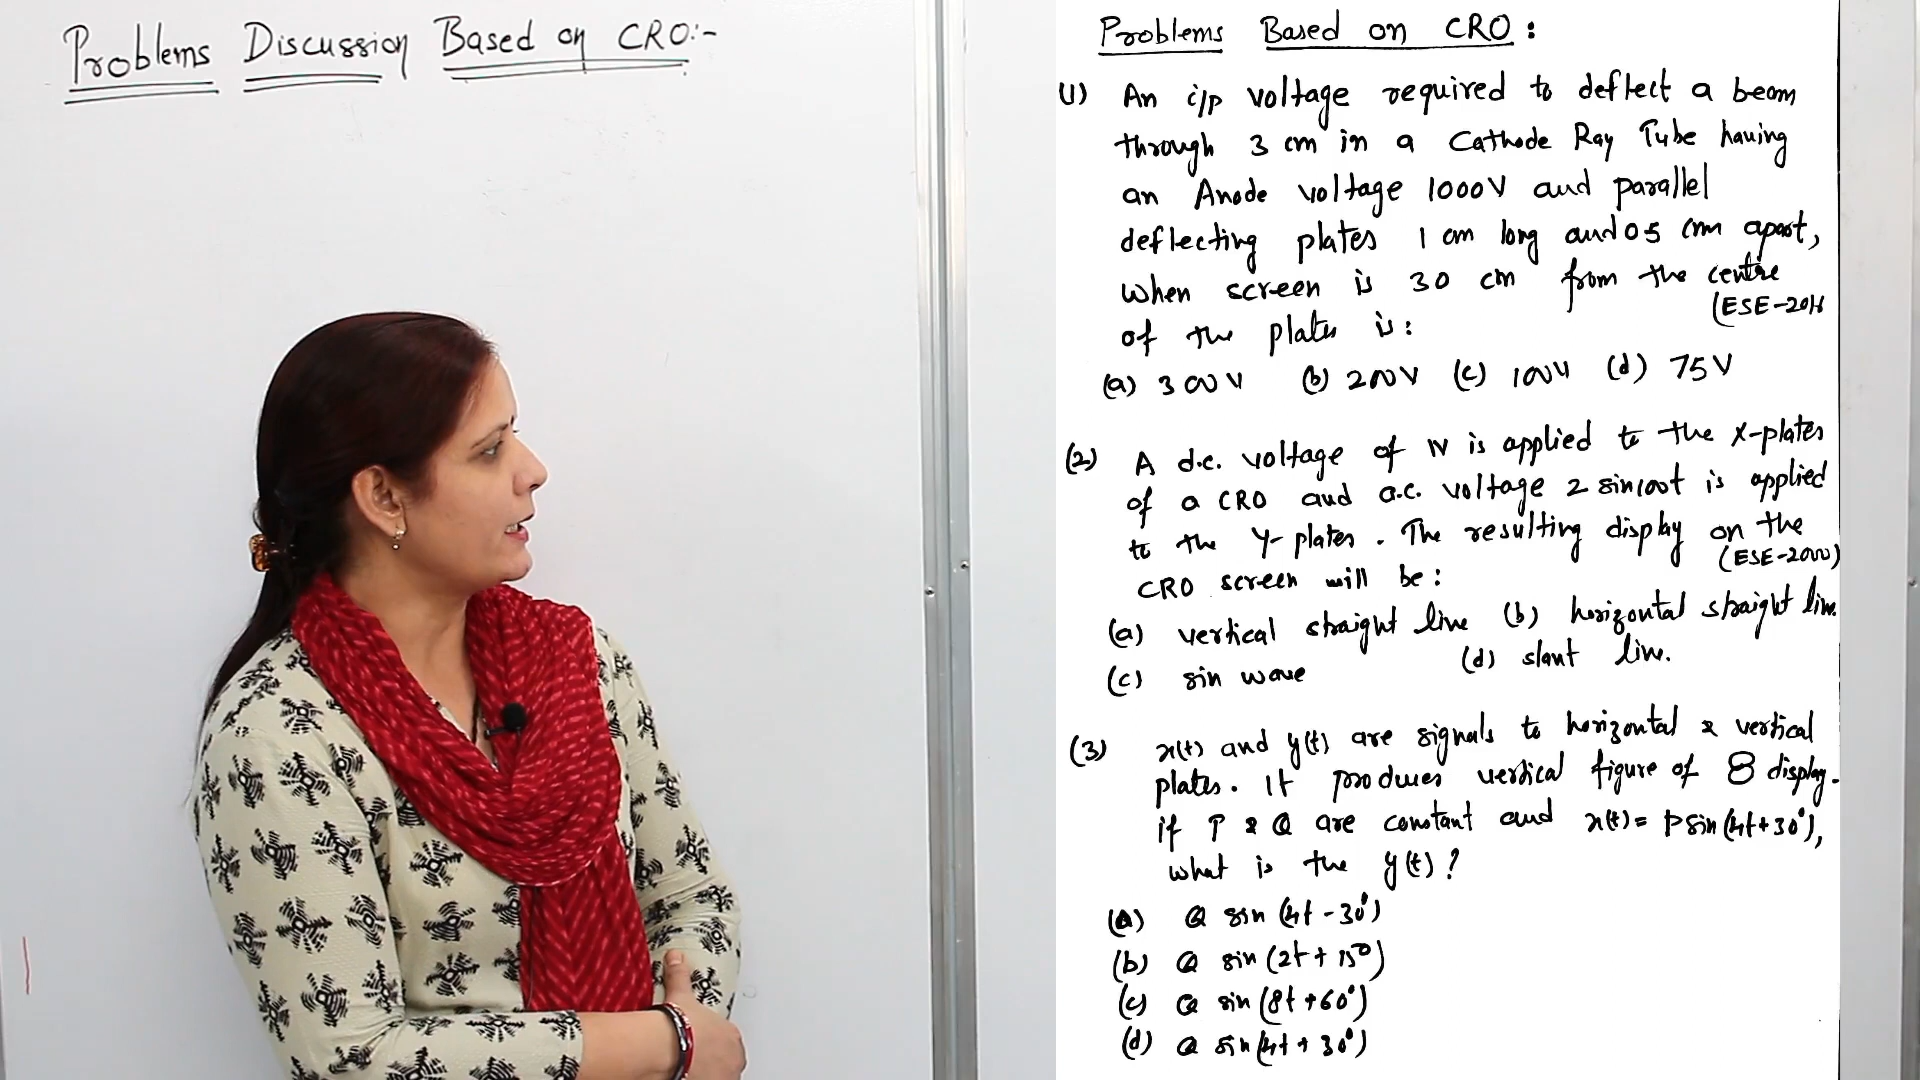 Problems Discussion Based on CRO:-
Problems Based on CRO :
(1) An i/p voltage required to deflect a beam
through 3 cm in a Cathode Ray Tube having
an Anode voltage 1000V and parallel
deflecting plates 1 cm long and 0.5 cm apart,
when screen is 30 cm from the centre
of the plates is :
(a) 300V (b) 200V (c) 100V (d) 75V
(2) A d.c. voltage of 1V is applied to the X-plates
of a CRO and a.c. voltage 2 sin100t is applied
to the Y-plates. The resulting display on the
(ESE-2000)
CRO screen will be :
(a) vertical straight line (b) horizontal straight line.
(c) sin wave (d) slant line.
(3) x(t) and y(t) are signals to horizontal & vertical
plates. It produces vertical figure of 8 display.
if P & Q are constant and x(t) = P sin(4t+30°),
what is the y(t) ?
(a) Q sin (4t - 30°)
(b) Q sin (2t + 15°)
(c) Q sin (8t + 60°)
(d) Q sin (4t + 30°)